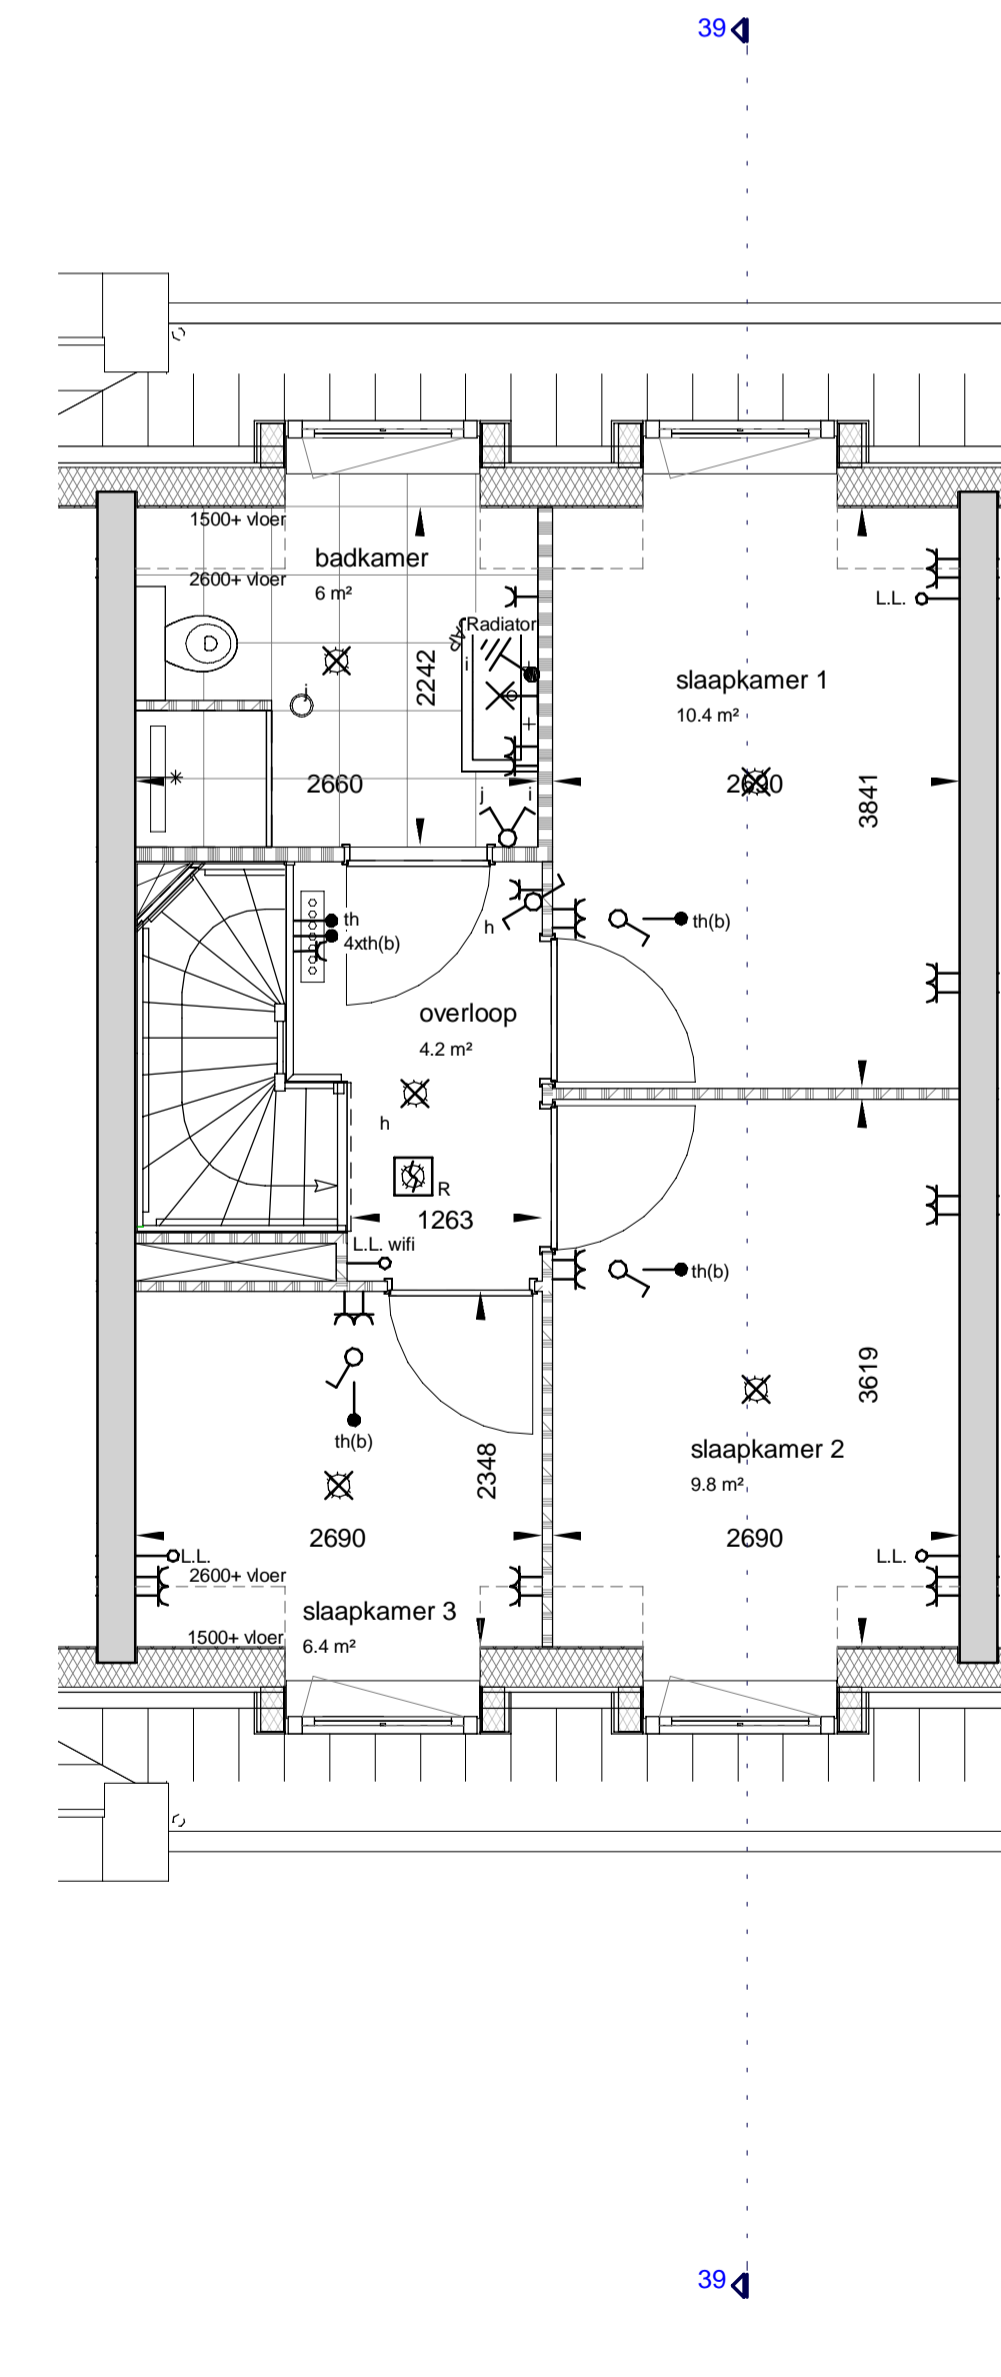 39
1500+ vloer
badkamer
2600+ vloer
6 m²
L.L.
Radiator
i
2242
slaapkamer 1
10.4 m²
j
2660
2690
3841
j
i
th
h
th(b)
4xth(b)
overloop
4.2 m²
h
R
1263
L.L. wifi
th(b)
3619
th(b)
2348
slaapkamer 2
9.8 m²
2690
2690
L.L.
L.L.
2600+ vloer
slaapkamer 3
1500+ vloer
6.4 m²
39